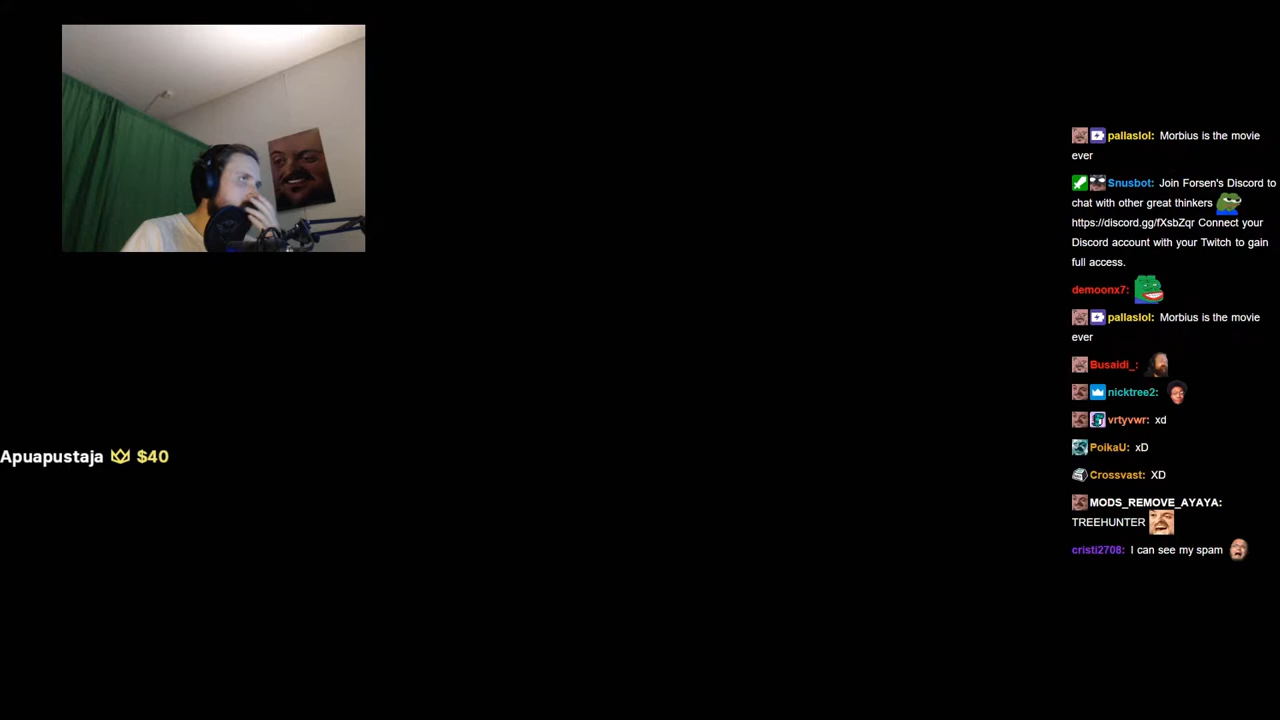 pallaslol: Morbius is the movie
ever
Snusbot: Join Forsen's Discord to
chat with other great thinkers
https://discord.gg/fXsbZqr Connect your
Discord account with your Twitch to gain
full access.
demoonx7:
pallaslol: Morbius is the movie
ever
Busaidi_:
nicktree2:
vrtyvwr: xd
PoikaU: xD
Crossvast: XD
Apuapustaja $40
MODS_REMOVE_AYAYA:
TREEHUNTER
cristi2708: I can see my spam